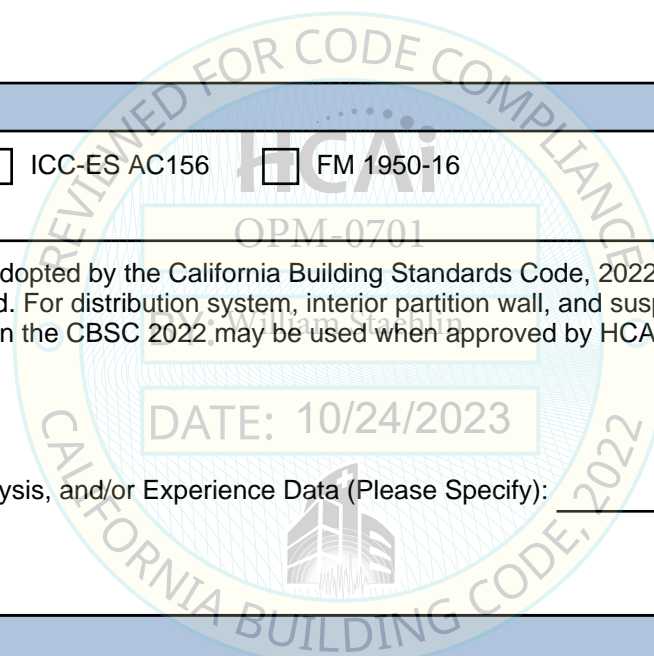 REVIEWED FOR CODE COMPLIANCE
HCAi
ICC-ES AC156 FM 1950-16
OPM-0701
dopted by the California Building Standards Code, 2022
d. For distribution system, interior partition wall, and sus
BY: William Staehlin
n the CBSC 2022 may be used when approved by HCA
DATE: 10/24/2023
ysis, and/or Experience Data (Please Specify):
CALIFORNIA BUILDING CODE, 2022